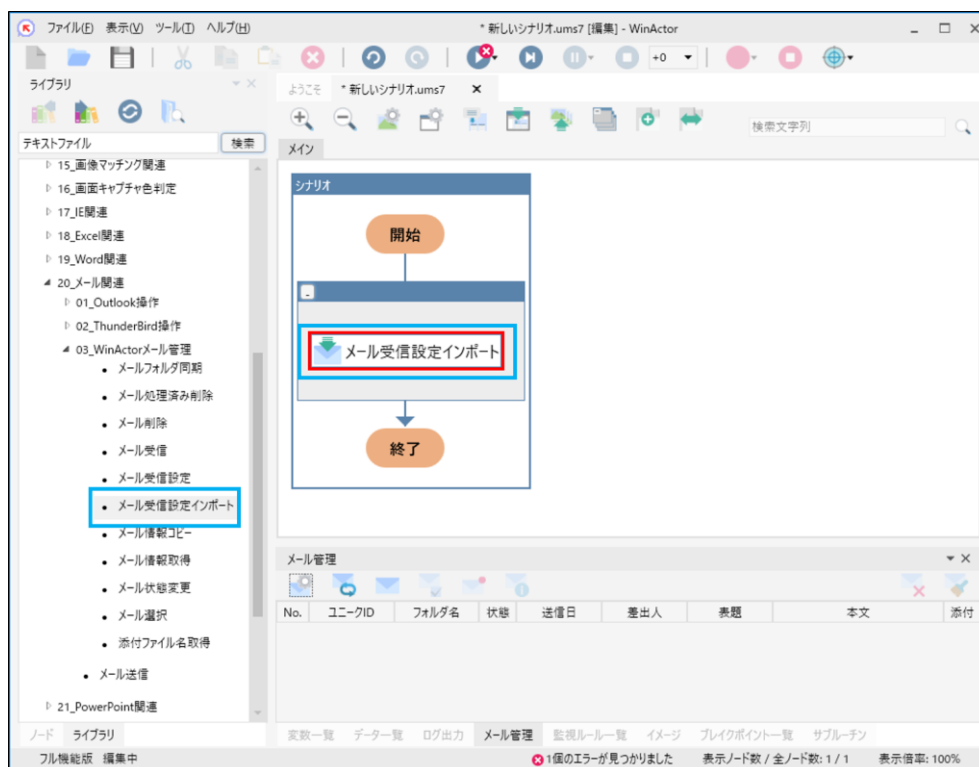 ファイル(F) 表示(V) ツール(T) ヘルプ(H)
* 新しいシナリオ.ums7 [編集] - WinActor
+0
ライブラリ
ようこそ
* 新しいシナリオ.ums7
テキストファイル
検索
検索文字列
メイン
15_画像マッチング関連
16_画面キャプチャ色判定
17_IE関連
18_Excel関連
19_Word関連
20_メール関連
01_Outlook操作
02_ThunderBird操作
03_WinActorメール管理
メールフォルダ同期
メール処理済み削除
メール削除
メール受信
メール受信設定
メール受信設定インポート
メール情報コピー
メール情報取得
メール状態変更
メール選択
添付ファイル名取得
メール送信
21_PowerPoint関連
ノード ライブラリ
シナリオ
開始
メール受信設定インポート
終了
メール管理
No. ユニークID フォルダ名 状態 送信日 差出人 表題 本文 添付
変数一覧 データ一覧 ログ出力 メール管理 監視ルール一覧 イメージ ブレイクポイント一覧 サブルーチン
フル機能版 編集中
1個のエラーが見つかりました 表示ノード数 / 全ノード数: 1 / 1 表示倍率: 100%